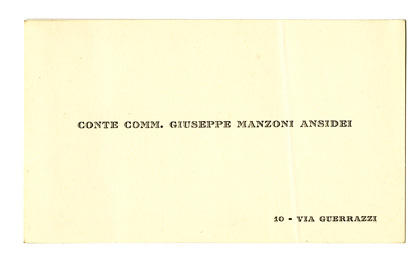 CONTE COMM. GIUSEPPE MANZONI ANSIDEI
10 - VIA GUERRAZZI